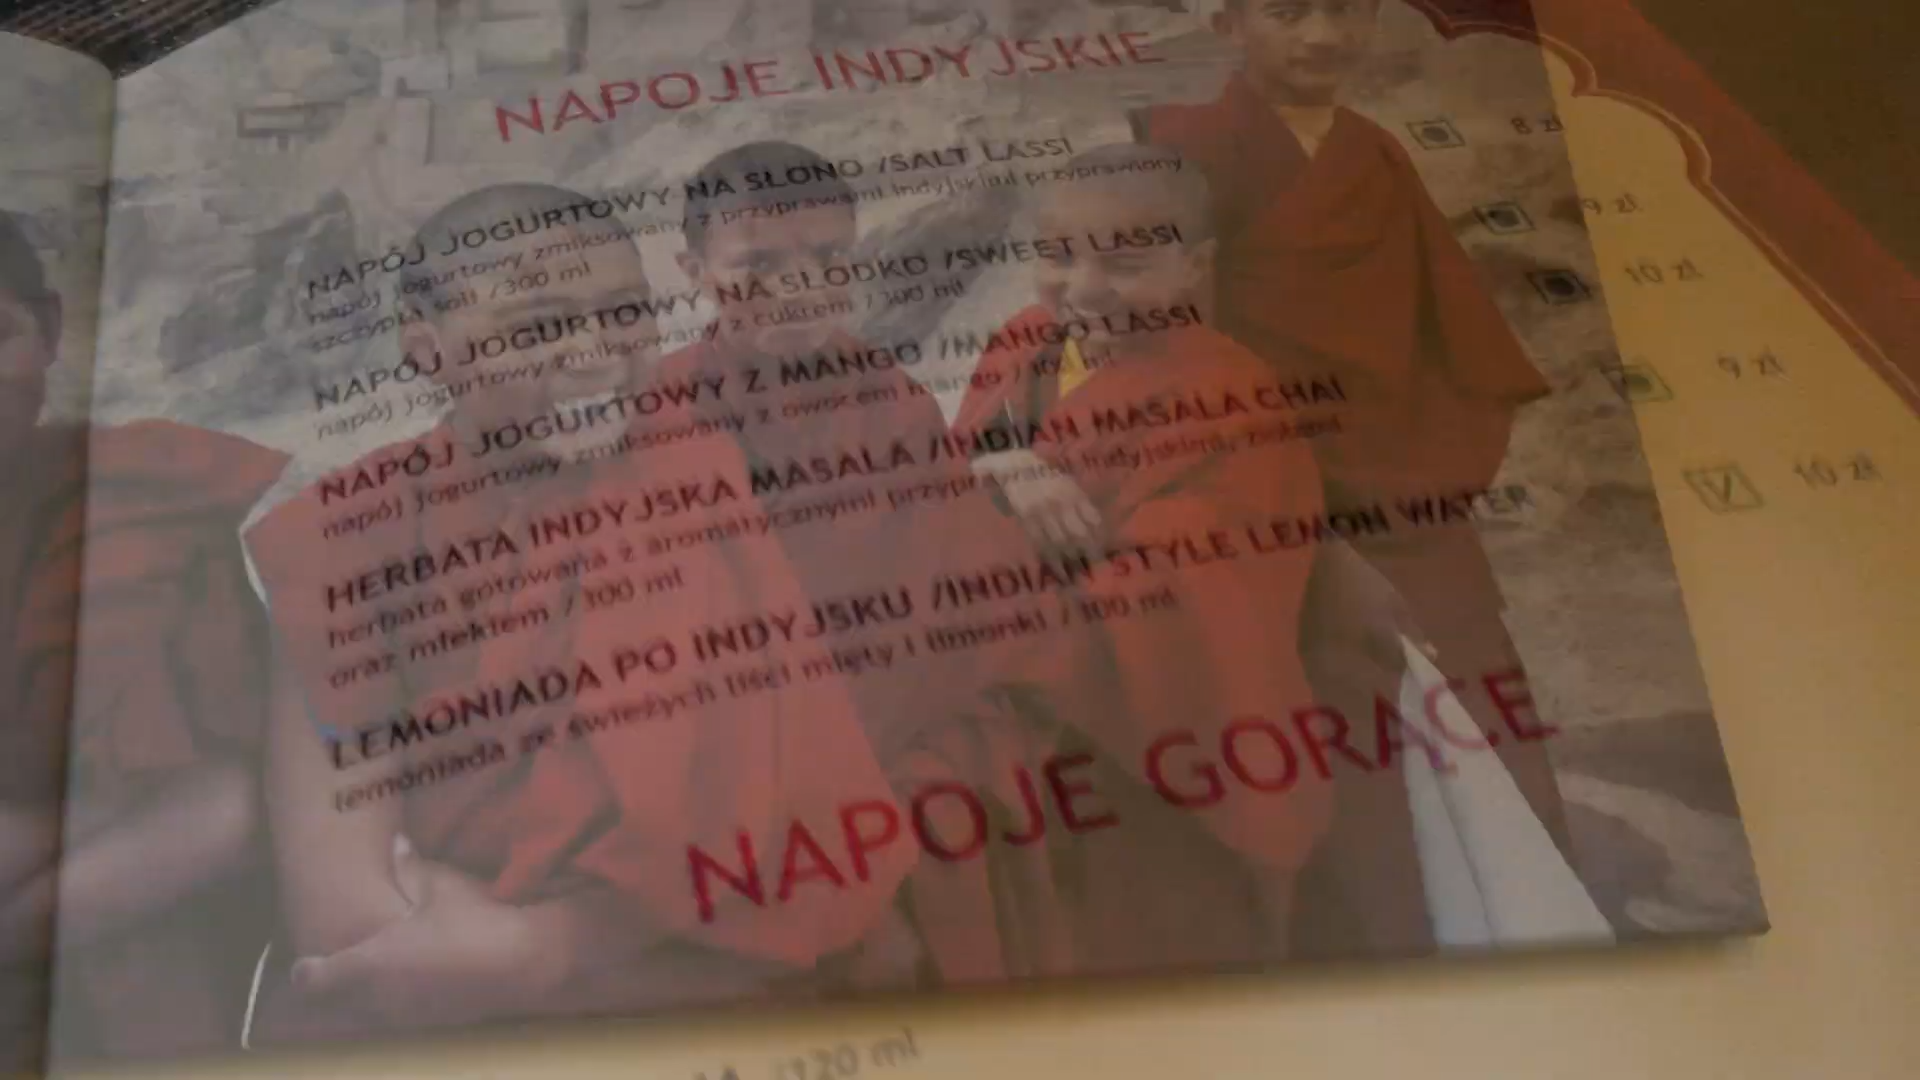 NAPOJE INDYJSKIE
NAPÓJ JOGURTOWY NA SŁONO /SALT LASSI 8 zł
napój jogurtowy zmiksowany z przyprawami indyjskimi przyprawiony
szczyptą soli /300 ml
NAPÓJ JOGURTOWY NA SŁODKO /SWEET LASSI 9 zł
napój jogurtowy zmiksowany z cukrem / 300 ml
NAPÓJ JOGURTOWY Z MANGO /MANGO LASSI 10 zł
napój jogurtowy zmiksowany z owocem mango / ml
HERBATA INDYJSKA MASALA /INDIAN MASALA CHAI 9 zł
herbata gotowana z aromatycznymi przyprawami indyjskimi,
oraz mlekiem / 300 ml
LEMONIADA PO INDYJSKU /INDIAN STYLE LEMON WATER V 10 zł
lemoniada ze świeżych liści mięty i limonki / 300 ml
NAPOJE GORĄCE
/120 ml